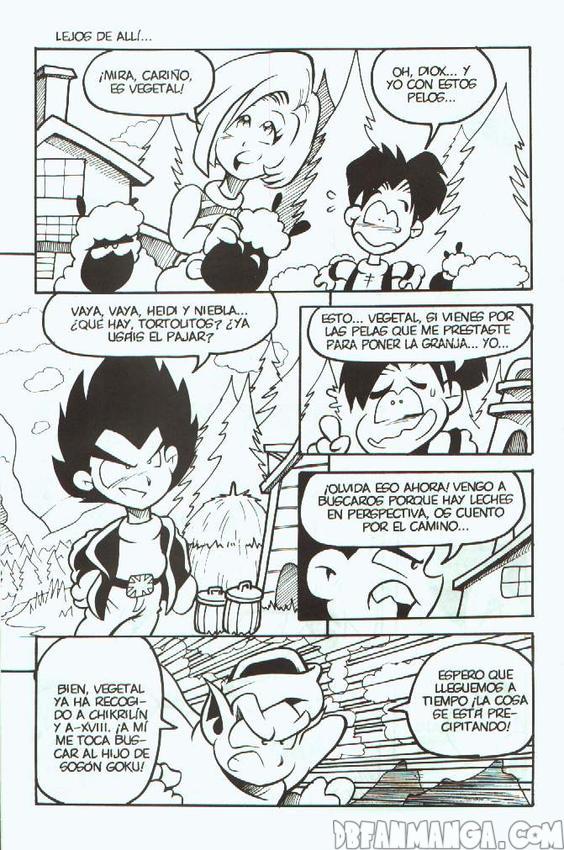 LEJOS DE ALLÍ...
¡MIRA, CARIÑO,
ES VEGETAL!
OH, DIOX... Y
YO CON ESTOS
PELOS...
VAYA, VAYA, HEIDI Y NIEBLA...
¿QUÉ HAY, TORTOLITOS? ¿YA
USÁIS EL PAJAR?
ESTO... VEGETAL, SI VIENES POR
LAS PELAS QUE ME PRESTASTE
PARA PONER LA GRANJA... YO...
¡OLVIDA ESO AHORA! VENGO A
BUSCAROS PORQUE HAY LECHES
EN PERSPECTIVA, OS CUENTO
POR EL CAMINO...
BIEN, VEGETAL
YA HA RECOGI-
DO A CHIKRILÍN
Y A-XVIII. ¡A MÍ
ME TOCA BUS-
CAR AL HIJO DE
GOSÓN GOKU!
ESPERO QUE
LLEGUEMOS A
TIEMPO ¡LA COSA
SE ESTÁ PRE-
CIPITANDO!
DBFANMANGA.COM